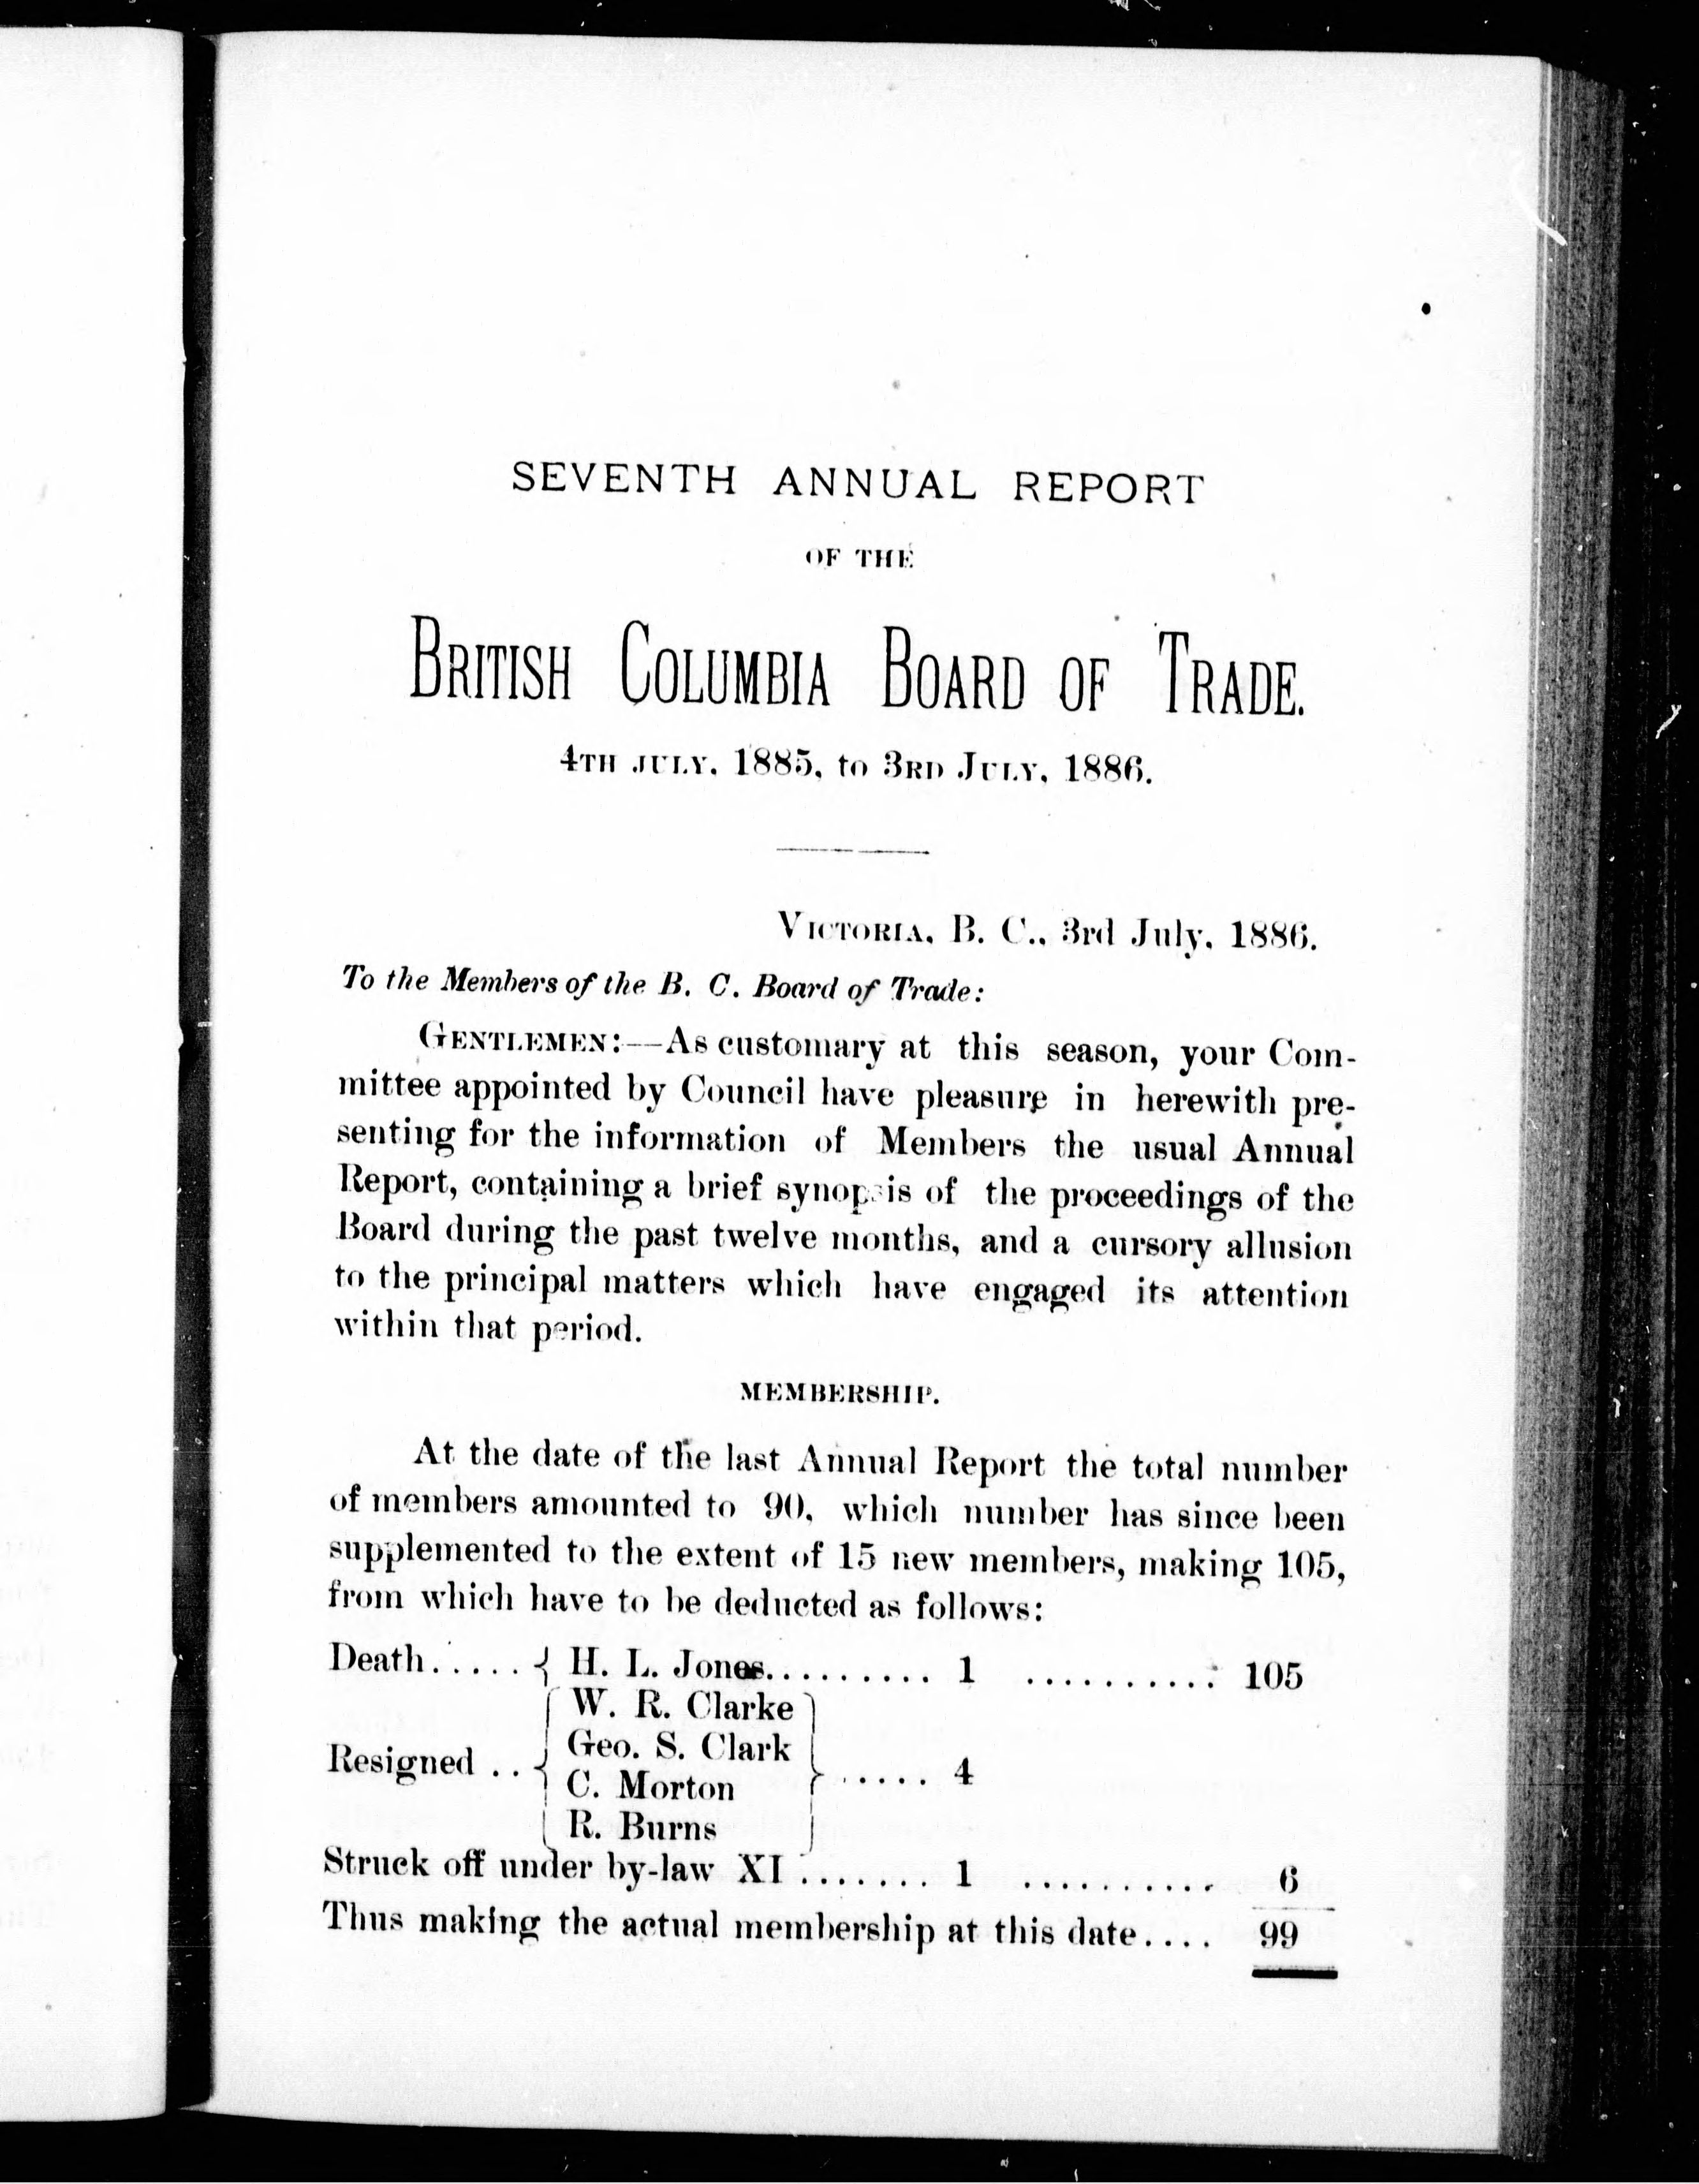 SEVENTH ANNUAL REPORT
OF THE
BRITISH COLUMBIA BOARD OF TRADE.
4TH JULY, 1885, to 3RD JULY, 1886.
VICTORIA, B. C., 3rd July, 1886.
To the Members of the B. C. Board of Trade:
GENTLEMEN:—As customary at this season, your Com-
mittee appointed by Council have pleasure in herewith pre-
senting for the information of Members the usual Annual
Report, containing a brief synopsis of the proceedings of the
Board during the past twelve months, and a cursory allusion
to the principal matters which have engaged its attention
within that period.
MEMBERSHIP.
At the date of the last Annual Report the total number
of members amounted to 90, which number has since been
supplemented to the extent of 15 new members, making 105,
from which have to be deducted as follows:
Death..... { H. L. Jones.......... 1 .......... 105
W. R. Clarke
Geo. S. Clark
Resigned .. { C. Morton } ..... 4
R. Burns
Struck off under by-law XI ....... 1 .......... 6
Thus making the actual membership at this date.... 99